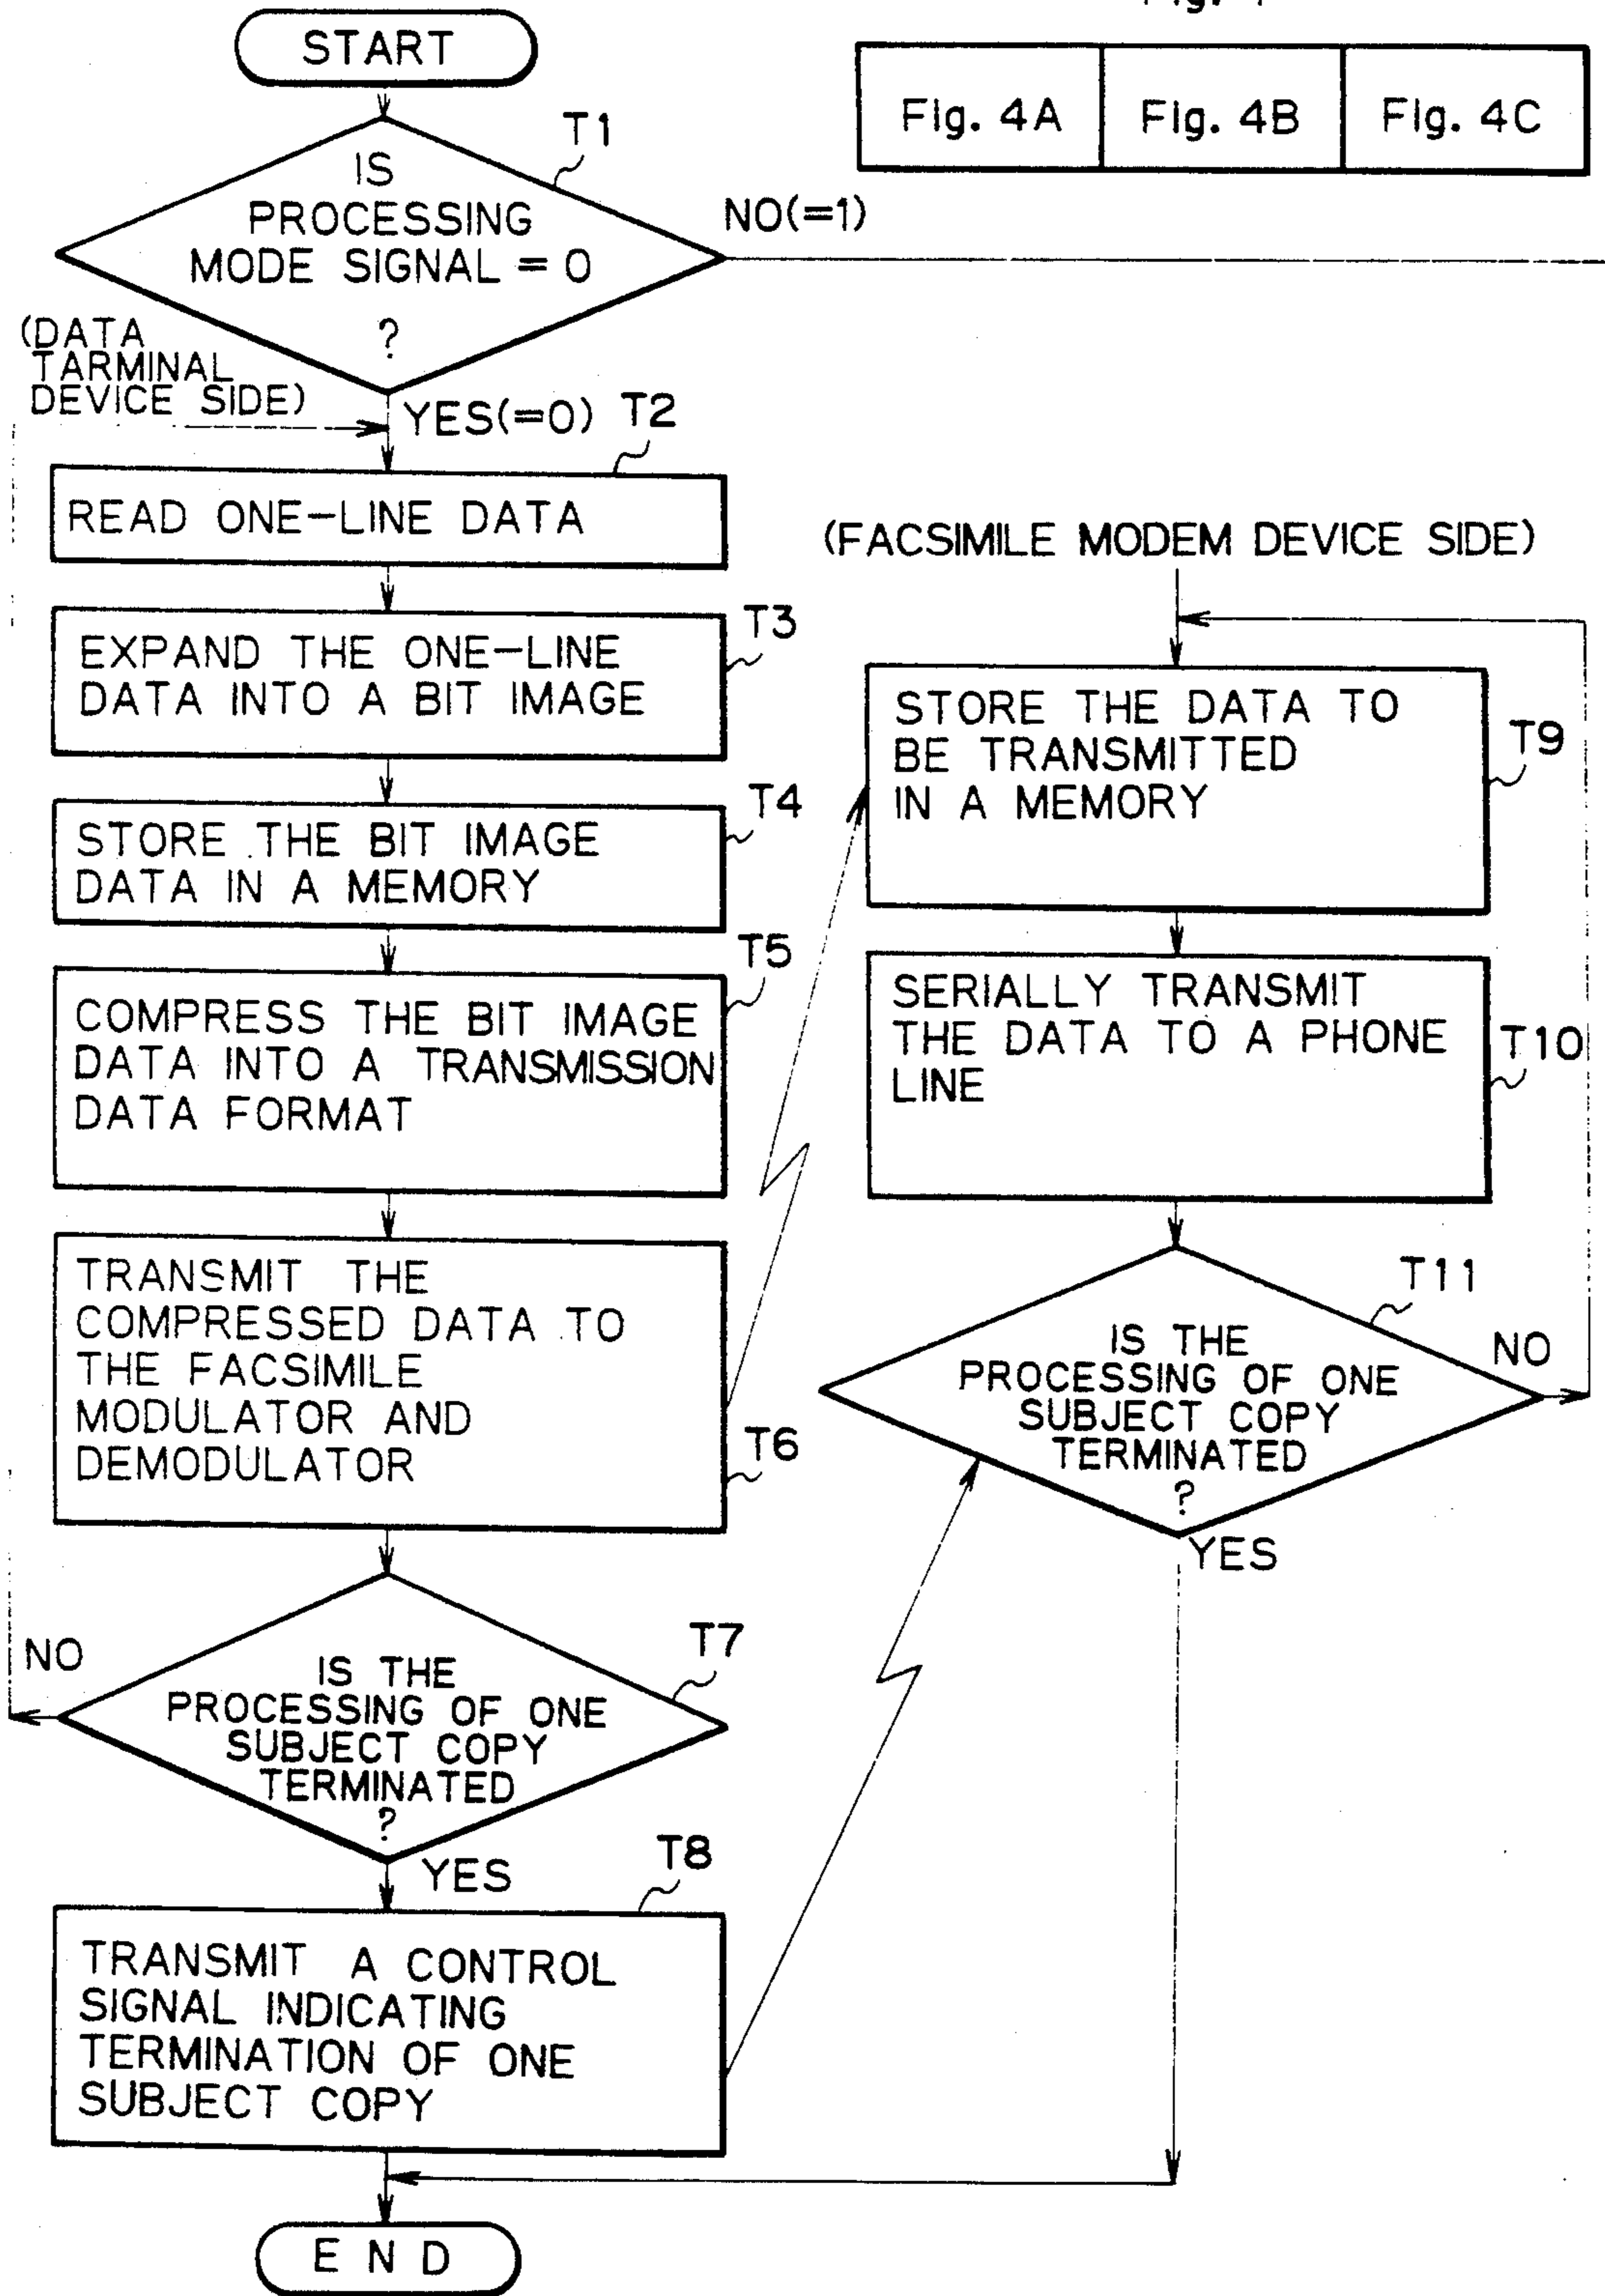 START
Fig. 4A
Fig. 4B
Fig. 4C
T1
IS
PROCESSING
MODE SIGNAL = 0
?
NO(=1)
(DATA
TARMINAL
DEVICE SIDE)
YES(=0)
T2
READ ONE-LINE DATA
T3
EXPAND THE ONE-LINE
DATA INTO A BIT IMAGE
T4
STORE THE BIT IMAGE
DATA IN A MEMORY
T5
COMPRESS THE BIT IMAGE
DATA INTO A TRANSMISSION
DATA FORMAT
TRANSMIT THE
COMPRESSED DATA TO
THE FACSIMILE
MODULATOR AND
DEMODULATOR
T6
NO
T7
IS THE
PROCESSING OF ONE
SUBJECT COPY
TERMINATED
?
YES
T8
TRANSMIT A CONTROL
SIGNAL INDICATING
TERMINATION OF ONE
SUBJECT COPY
END
(FACSIMILE MODEM DEVICE SIDE)
STORE THE DATA TO
BE TRANSMITTED
IN A MEMORY
T9
SERIALLY TRANSMIT
THE DATA TO A PHONE
LINE
T10
T11
IS THE
PROCESSING OF ONE
SUBJECT COPY
TERMINATED
?
NO
YES